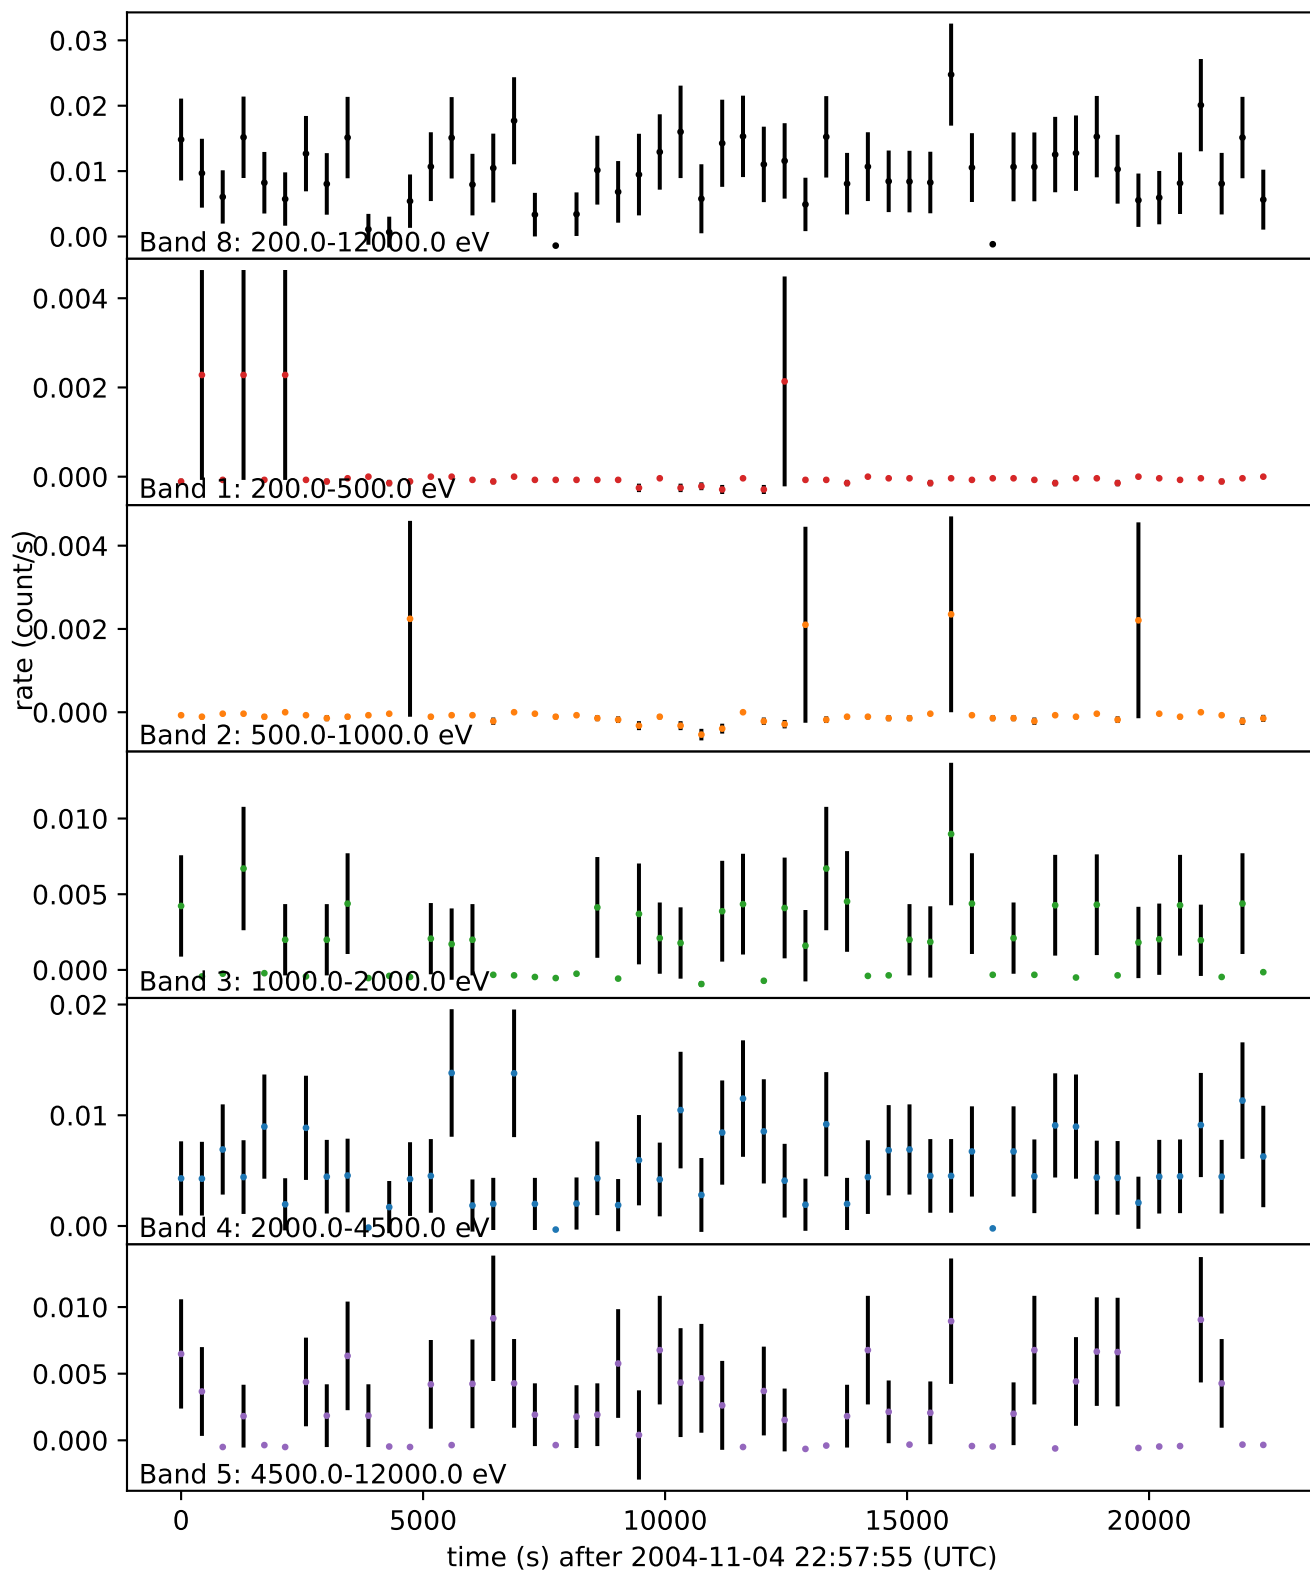 0.03
0.02
0.01
0.00
Band 8: 200.0-12000.0 eV
0.004
0.002
0.000
Band 1: 200.0-500.0 eV
rate (count/s)
0.004
0.002
0.000
Band 2: 500.0-1000.0 eV
0.010
0.005
0.000
Band 3: 1000.0-2000.0 eV
0.02
0.01
0.00
Band 4: 2000.0-4500.0 eV
0.010
0.005
0.000
Band 5: 4500.0-12000.0 eV
0 5000 10000 15000 20000
time (s) after 2004-11-04 22:57:55 (UTC)